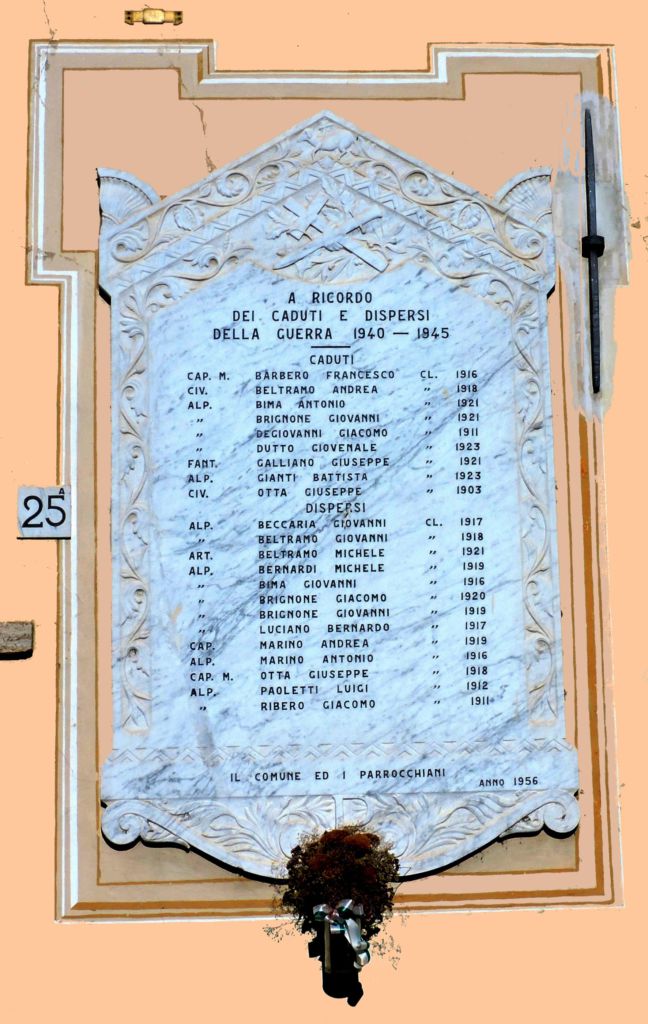 A RICORDO
DEI CADUTI E DISPERSI
DELLA GUERRA 1940 — 1945
CADUTI
CAP. M. BARBERO FRANCESCO CL. 1916
CIV. BELTRAMO ANDREA " 1918
ALP. BIMA ANTONIO " 1921
" BRIGNONE GIOVANNI " 1921
" DEGIOVANNI GIACOMO " 1911
" DUTTO GIOVENALE " 1923
FANT. GALLIANO GIUSEPPE " 1921
ALP. GIANTI BATTISTA " 1923
CIV. OTTA GIUSEPPE " 1903
DISPERSI
ALP. BECCARIA GIOVANNI CL. 1917
" BELTRAMO GIOVANNI " 1918
ART. BELTRAMO MICHELE " 1921
ALP. BERNARDI MICHELE " 1919
" BIMA GIOVANNI " 1916
" BRIGNONE GIACOMO " 1920
" BRIGNONE GIOVANNI " 1919
" LUCIANO BERNARDO " 1917
CAP. MARINO ANDREA " 1919
ALP. MARINO ANTONIO " 1916
CAP. M. OTTA GIUSEPPE " 1918
ALP. PAOLETTI LUIGI " 1912
" RIBERO GIACOMO " 1911
IL COMUNE ED I PARROCCHIANI
ANNO 1956
25A